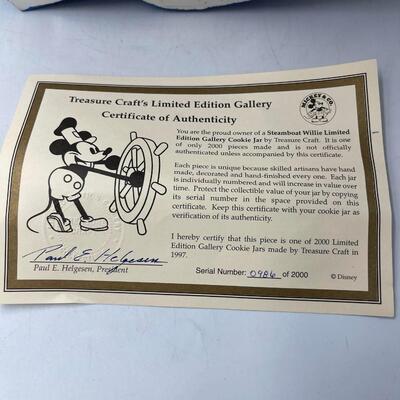 Treasure Craft's Limited Edition Gallery
Certificate of Authenticity
MICKEY & CO.
You are the proud owner of a Steamboat Willie Limited
Edition Gallery Cookie Jar by Treasure Craft. It is one
of only 2000 pieces made and is not officially
authenticated unless accompanied by this certificate.
Each piece is unique because skilled artisans have hand
made, decorated and hand-finished every one. Each jar
is individually numbered and will increase in value over
time. Protect the collectible value of your jar by copying
its serial number in the space provided on this
certificate. Keep this certificate with your cookie jar as
verification of its authenticity.
I hereby certify that this piece is one of 2000 Limited
Edition Gallery Cookie Jars made by Treasure Craft in
1997.
Paul E. Helgesen
Paul E. Helgesen, President
Serial Number: 0986 of 2000
© Disney